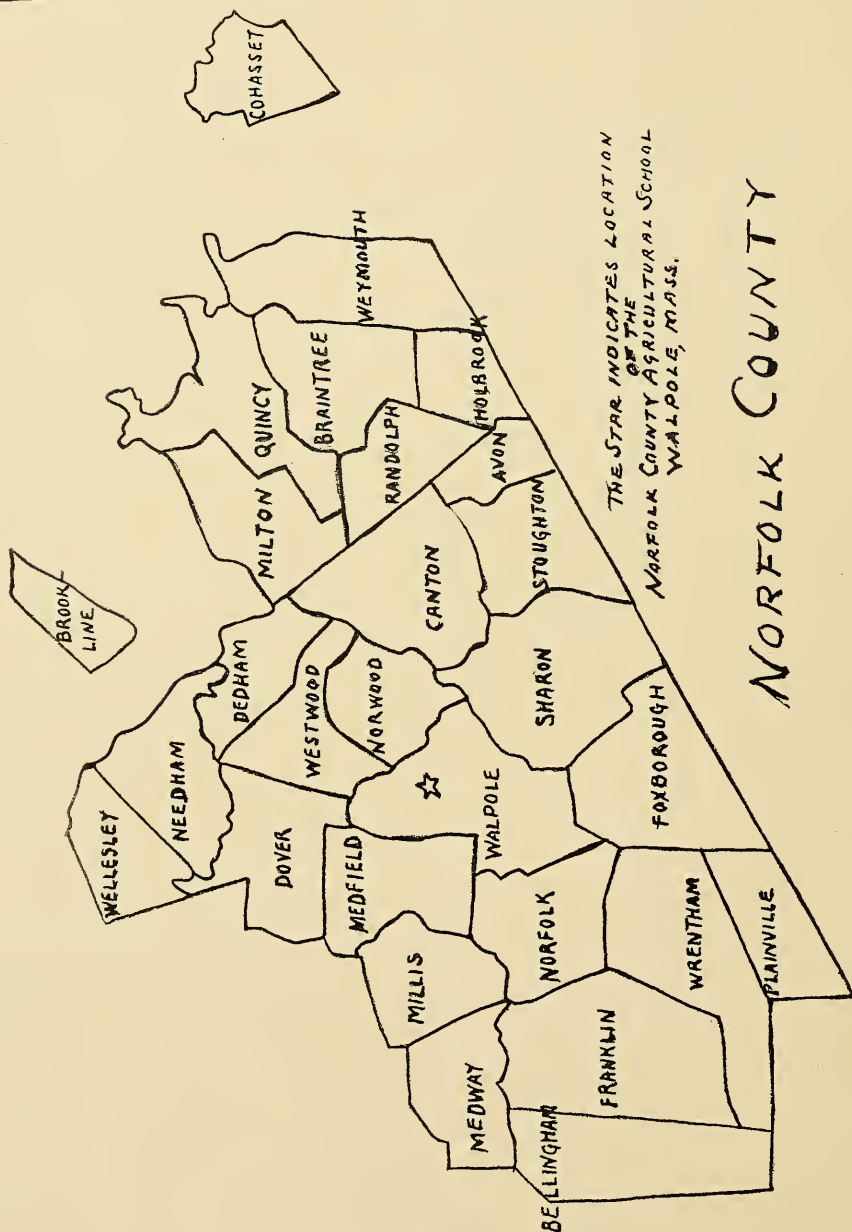 COHASSET
BROOK
LINE
WEYMOUTH
QUINCY
BRAINTREE
HOLBROOK
MILTON
RANDOLPH
AVON
DEDHAM
CANTON
STOUGHTON
WELLESLEY
NEEDHAM
WESTWOOD
NORWOOD
SHARON
DOVER
WALPOLE
FOXBOROUGH
MEDFIELD
MILLIS
NORFOLK
WRENTHAM
PLAINVILLE
MEDWAY
FRANKLIN
BELLINGHAM
THE STAR INDICATES LOCATION
OF THE
NORFOLK COUNTY AGRICULTURAL SCHOOL
WALPOLE, MASS.
NORFOLK COUNTY